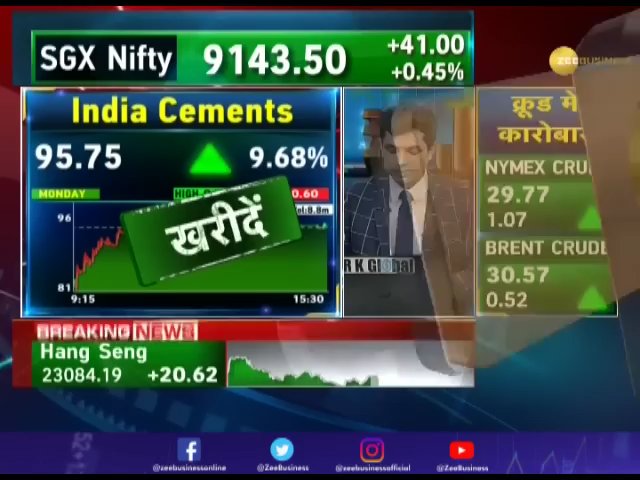 SGX Nifty
9143.50
+41.00
+0.45%
ZEEBUSINESS
India Cements
95.75
9.68%
MONDAY
96
81
9:15
15:30
खरीदें
R K Global
NYMEX CRU
29.77
1.07
BRENT CRUDE
30.57
0.52
BREAKING NEWS
Hang Seng
23084.19 +20.62
@zeebusinessonline
@ZeeBusiness
@zeebusinessofficial
@ZeeBusiness